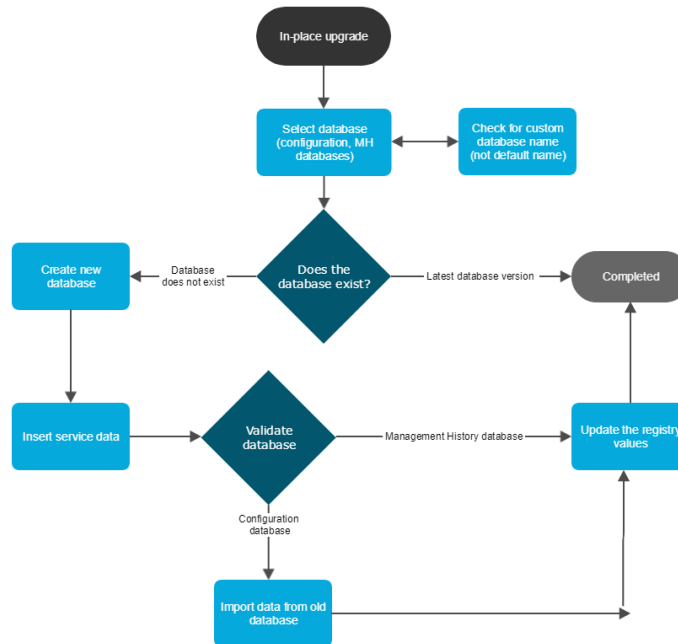 In-place upgrade
Select database
(configuration, MH
databases)
Check for custom
database name
(not default name)
Does the
database exist?
Database
does not exist
Create new
database
Latest database version
Completed
Insert service data
Validate
database
Management History database
Update the registry
values
Configuration
database
Import data from old
database